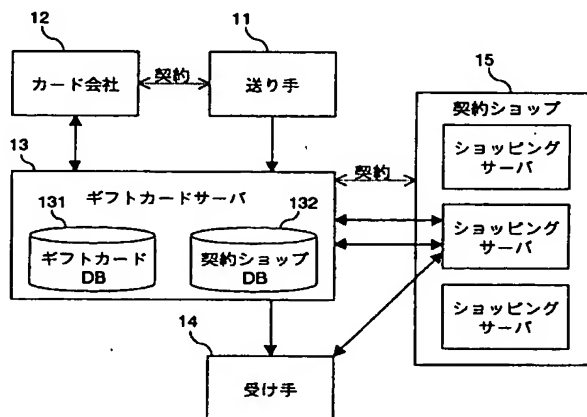 12
11
カード会社
契約
送り手
15
契約ショップ
ショッピング
サーバ
13
ギフトカードサーバ
契約
131
132
ギフトカード
DB
契約ショップ
DB
ショッピング
サーバ
ショッピング
サーバ
14
受け手